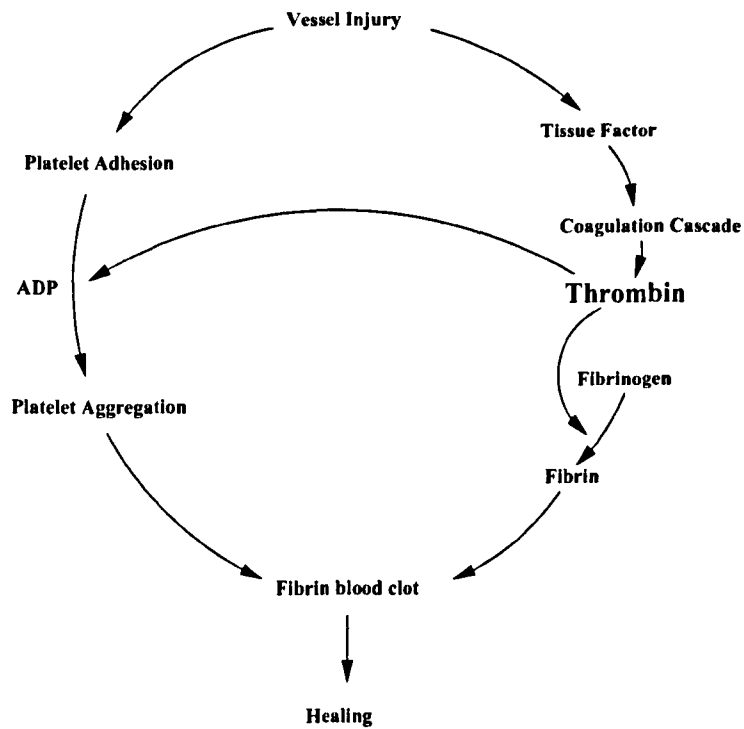 Vessel Injury
Tissue Factor
Platelet Adhesion
Coagulation Cascade
ADP
Thrombin
Fibrinogen
Platelet Aggregation
Fibrin
Fibrin blood clot
Healing